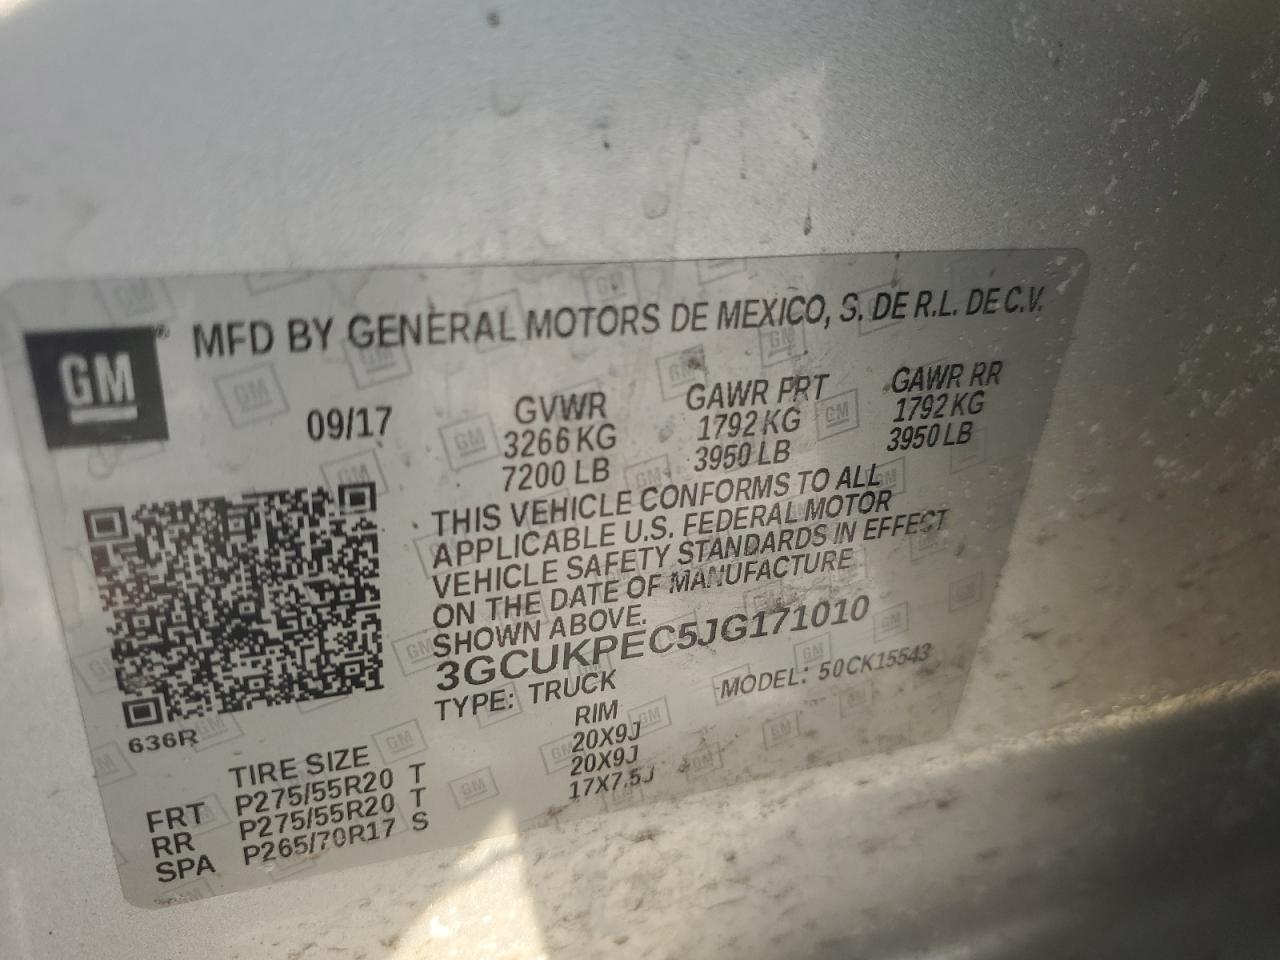 GM® MFD BY GENERAL MOTORS DE MEXICO, S. DE R.L. DE C.V.
09/17 GVWR GAWR FRT GAWR RR
3266 KG 1792 KG 1792 KG
7200 LB 3950 LB 3950 LB
THIS VEHICLE CONFORMS TO ALL
APPLICABLE U.S. FEDERAL MOTOR
VEHICLE SAFETY STANDARDS IN EFFECT
ON THE DATE OF MANUFACTURE
SHOWN ABOVE.
3GCUKPEC5JG171010
TYPE: TRUCK MODEL: 50CK15543
636R
TIRE SIZE RIM
FRT P275/55R20 T 20X9J
RR P275/55R20 T 20X9J
SPA P265/70R17 S 17X7.5J